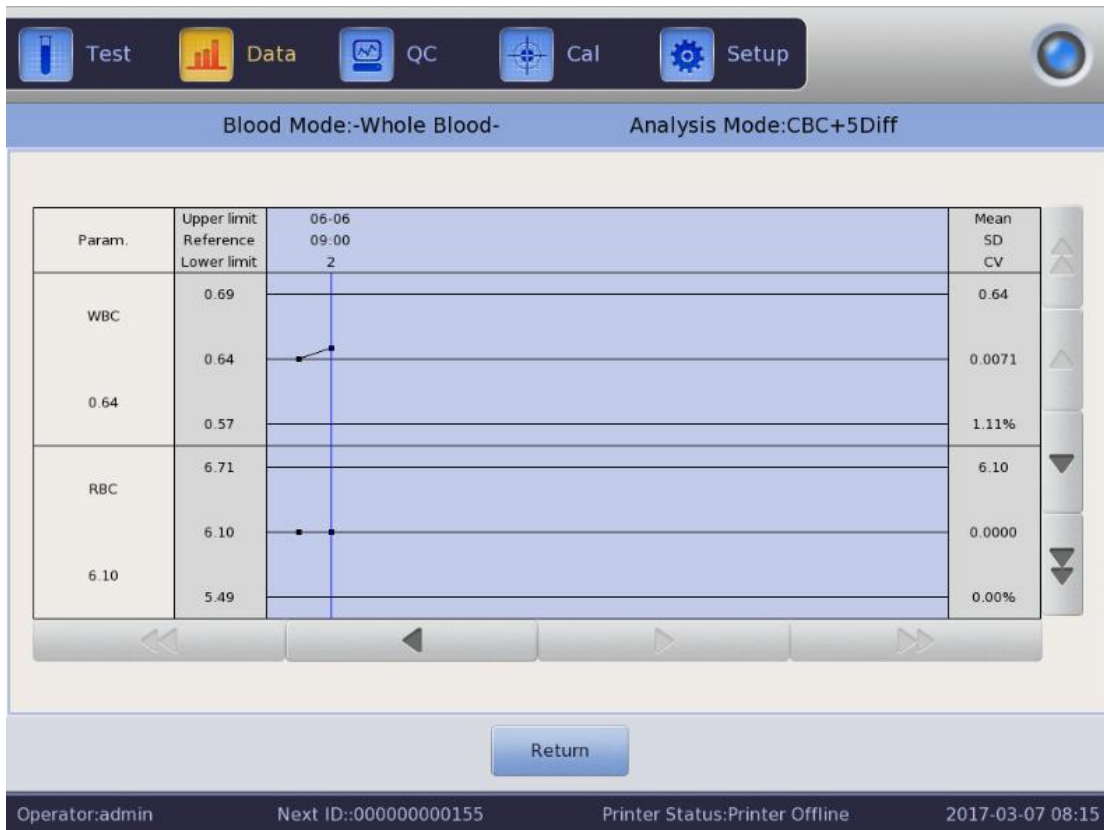 Test Data QC Cal Setup
Blood Mode:-Whole Blood- Analysis Mode:CBC+5Diff
Param.
Upper limit
Reference
Lower limit
06-06
09:00
2
Mean
SD
CV
WBC
0.64
0.69
0.64
0.57
0.64
0.0071
1.11%
RBC
6.10
6.71
6.10
5.49
6.10
0.0000
0.00%
Return
Operator:admin Next ID::000000000155 Printer Status:Printer Offline 2017-03-07 08:15